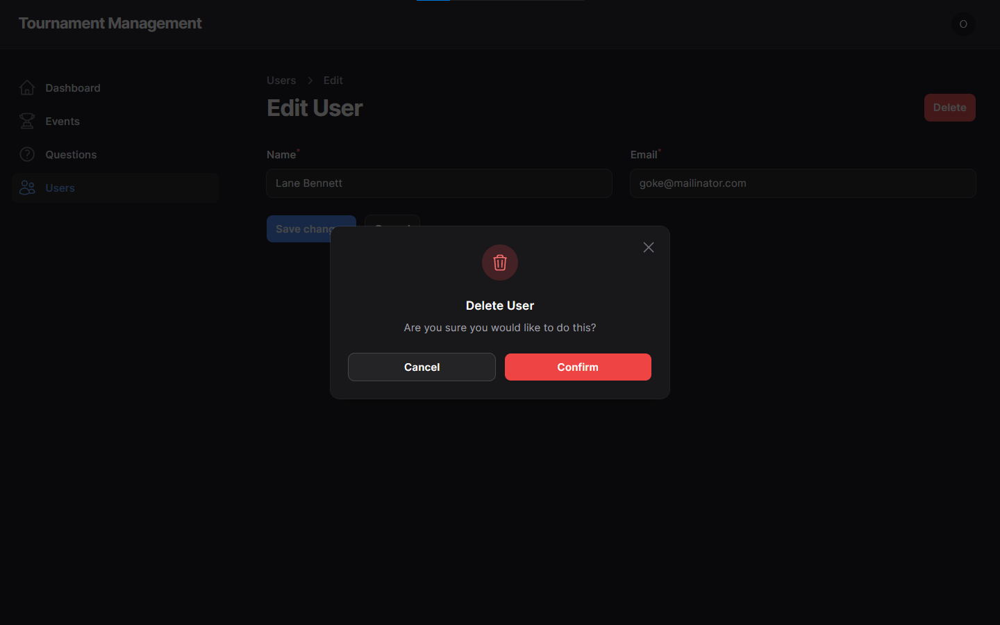 Tournament Management
O
Dashboard
Events
Questions
Users
Users Edit
Edit User
Delete
Name*
Email*
Lane Bennett
goke@mailinator.com
Save
Delete User
Are you sure you would like to do this?
Cancel
Confirm